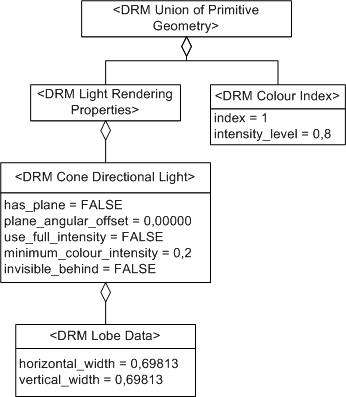 <DRM Union of Primitive
Geometry>
<DRM Light Rendering
Properties>
<DRM Colour Index>
index = 1
intensity_level = 0,8
<DRM Cone Directional Light>
has_plane = FALSE
plane_angular_offset = 0,00000
use_full_intensity = FALSE
minimum_colour_intensity = 0,2
invisible_behind = FALSE
<DRM Lobe Data>
horizontal_width = 0,69813
vertical_width = 0,69813